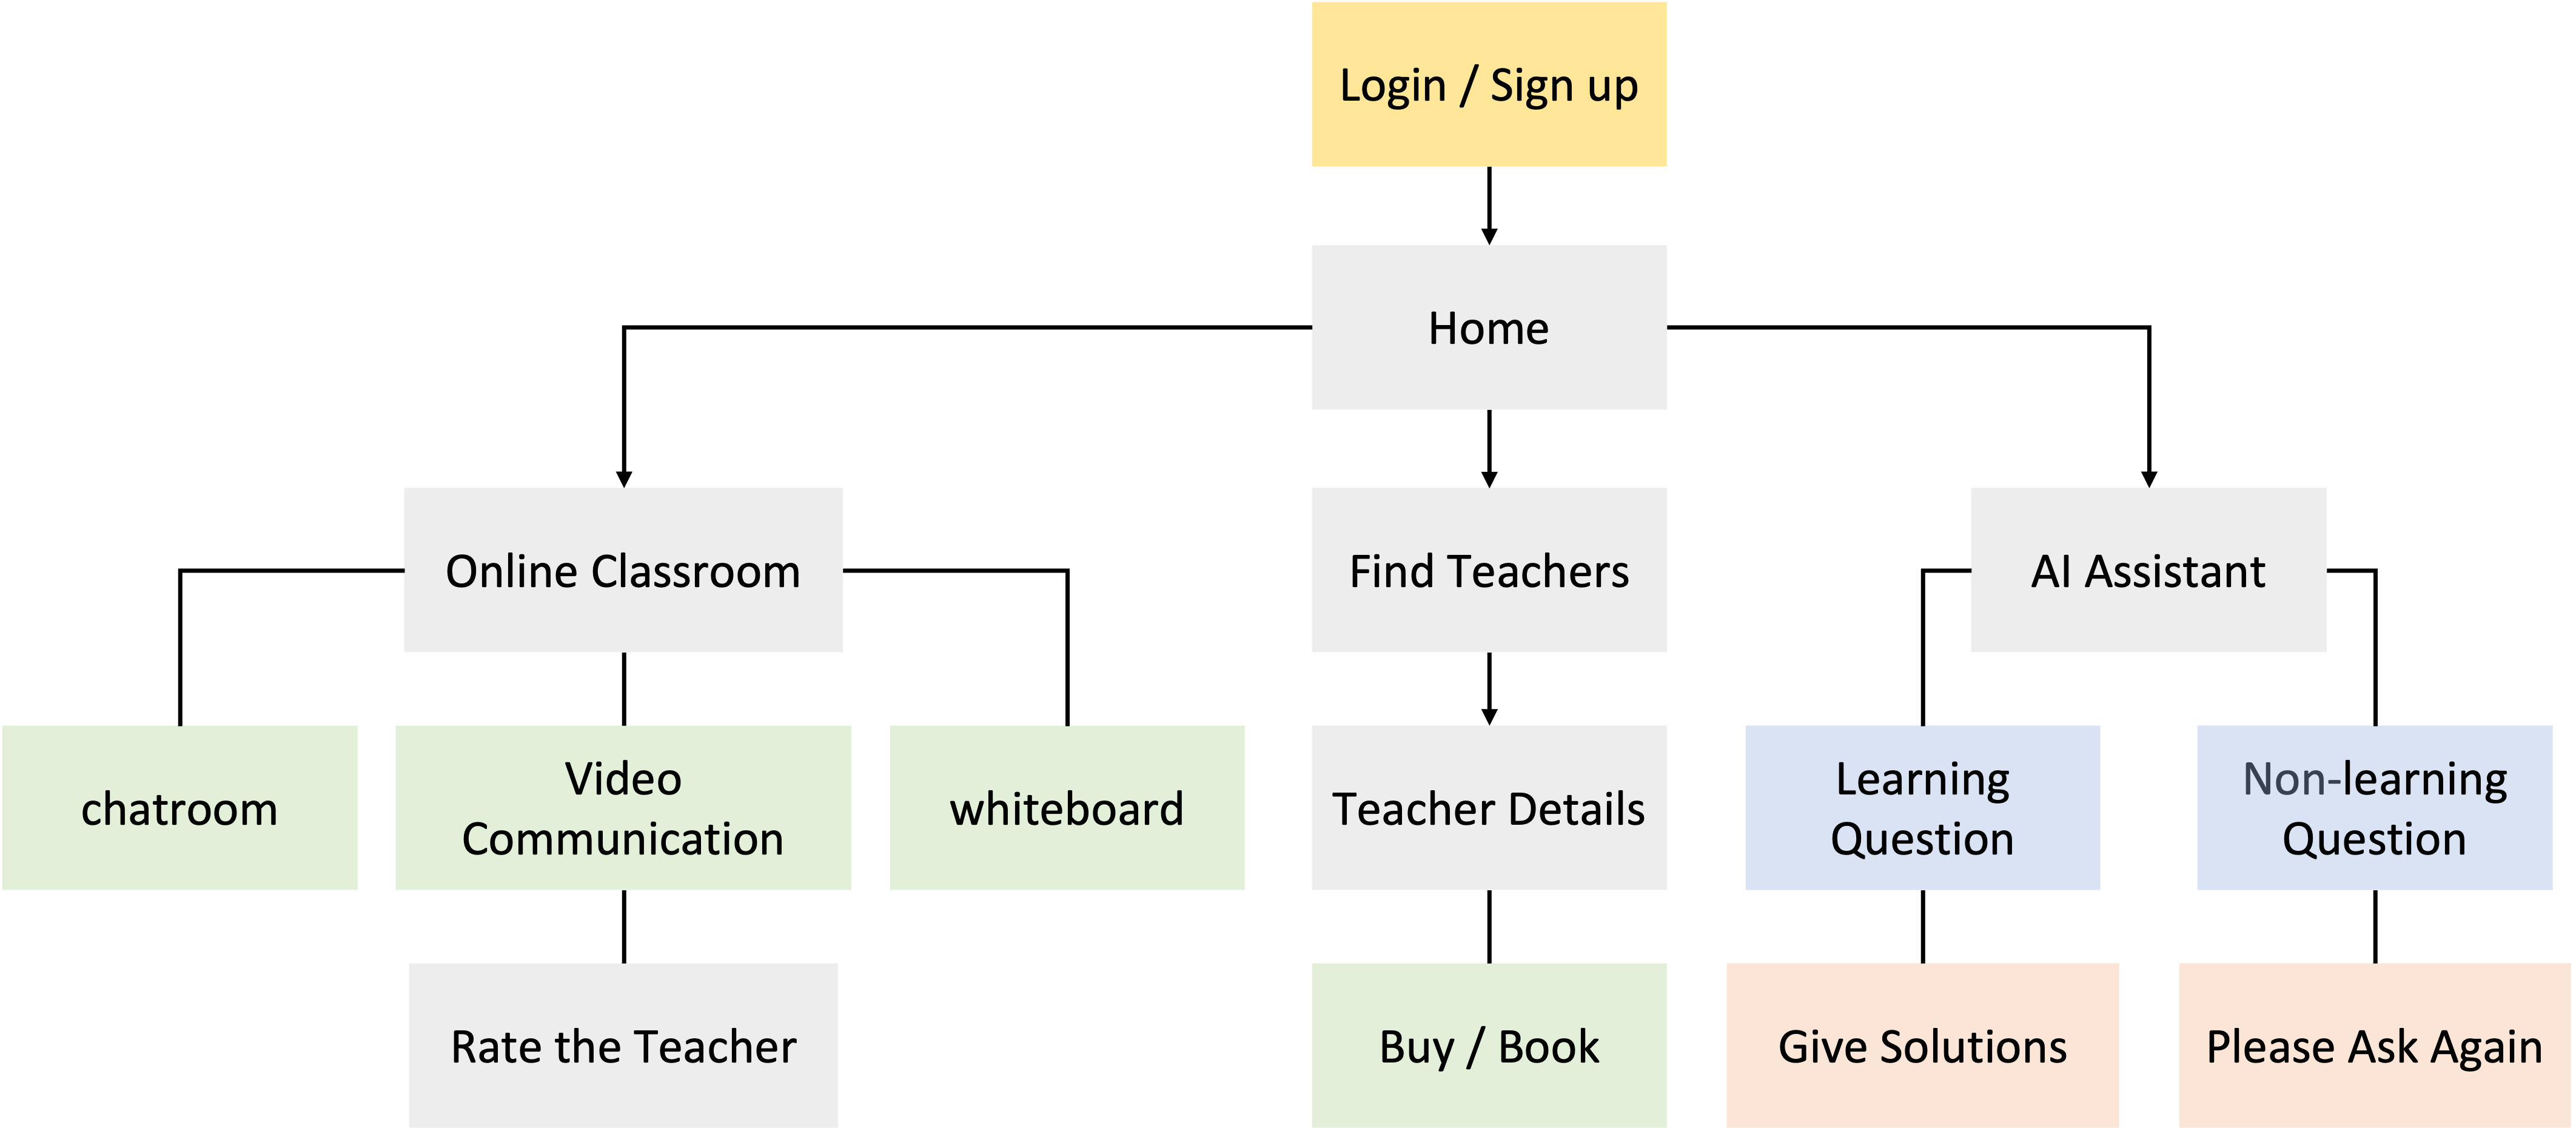 Login / Sign up
Home
Online Classroom
Find Teachers
AI Assistant
chatroom
Video
Communication
whiteboard
Teacher Details
Learning
Question
Non-learning
Question
Rate the Teacher
Buy / Book
Give Solutions
Please Ask Again